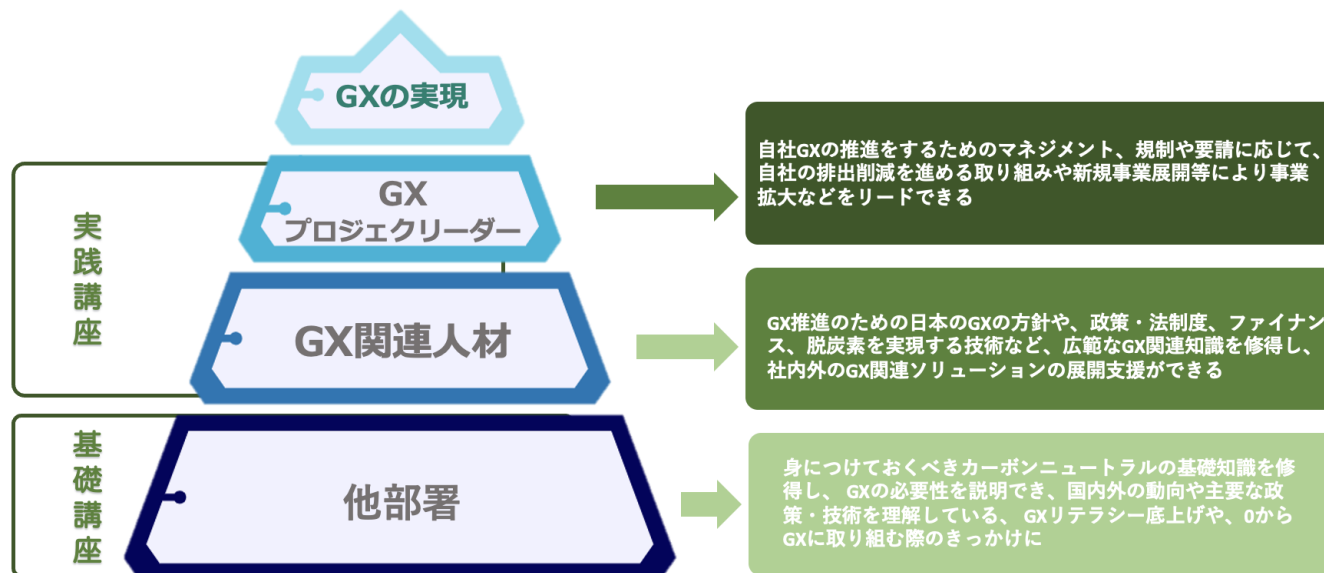 GXの実現
実践講座
GX
プロジェクリーダー
自社GXの推進をするためのマネジメント、規制や要請に応じて、
自社の排出削減を進める取り組みや新規事業展開等により事業
拡大などをリードできる
GX関連人材
GX推進のための日本のGXの方針や、政策・法制度、ファイナン
ス、脱炭素を実現する技術など、広範なGX関連知識を修得し、
社内外のGX関連ソリューションの展開支援ができる
基礎講座
他部署
身につけておくべきカーボンニュートラルの基礎知識を修
得し、 GXの必要性を説明でき、国内外の動向や主要な政
策・技術を理解している、 GXリテラシー底上げや、0から
GXに取り組む際のきっかけに